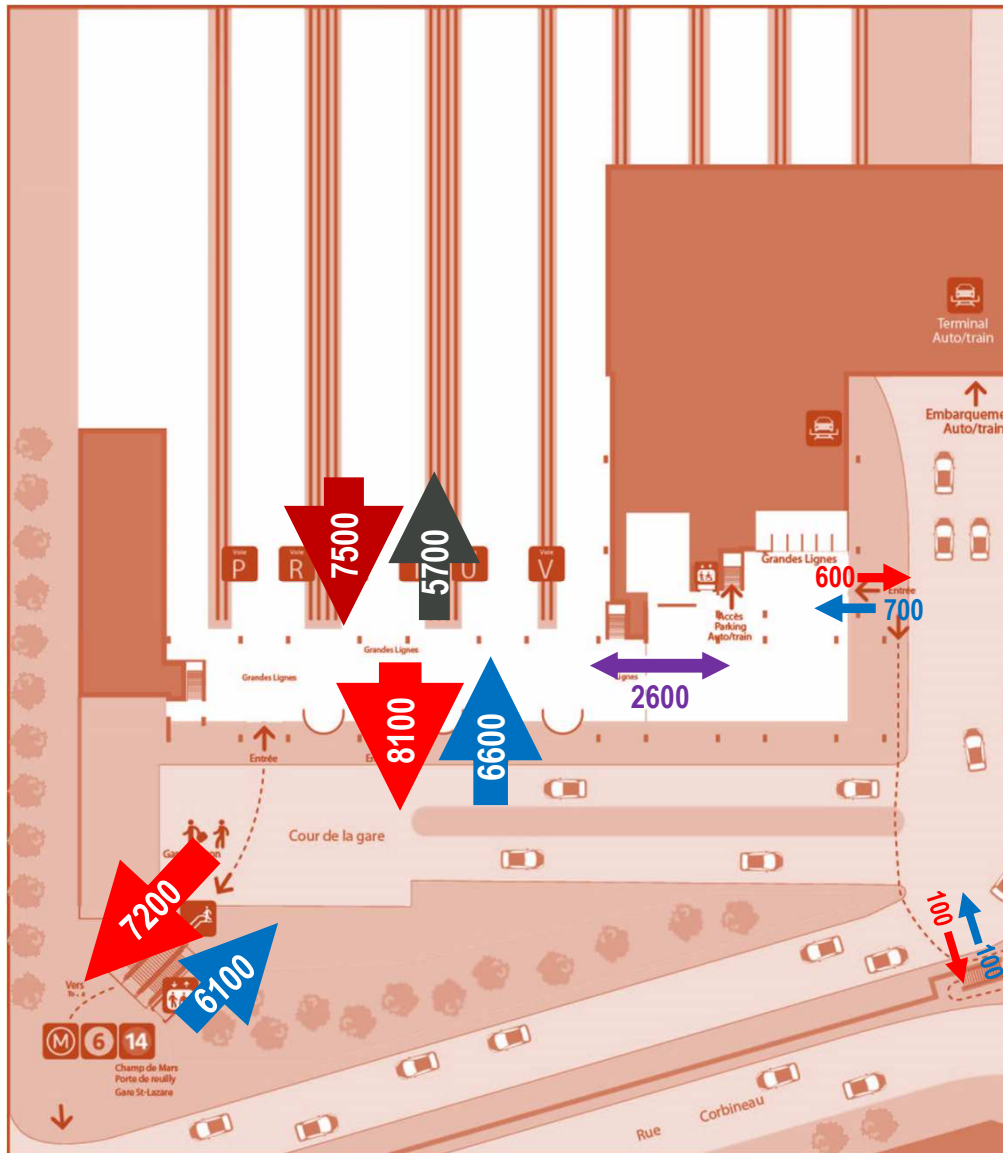 Terminal
Auto/train
Embarqueme
Auto/train
7500
5700
Voie
P
Voie
R
U
Voie
V
Grandes Lignes
600
Entrée
700
Accès
Parking
Auto/train
Grandes Lignes
Grandes Lignes
Lignes
2600
8100
6600
Entrée
Cour de la gare
7200
6100
100
100
Vers
M
6
14
Champ de Mars
Porte de reuilly
Gare St-Lazare
Rue Corbineau